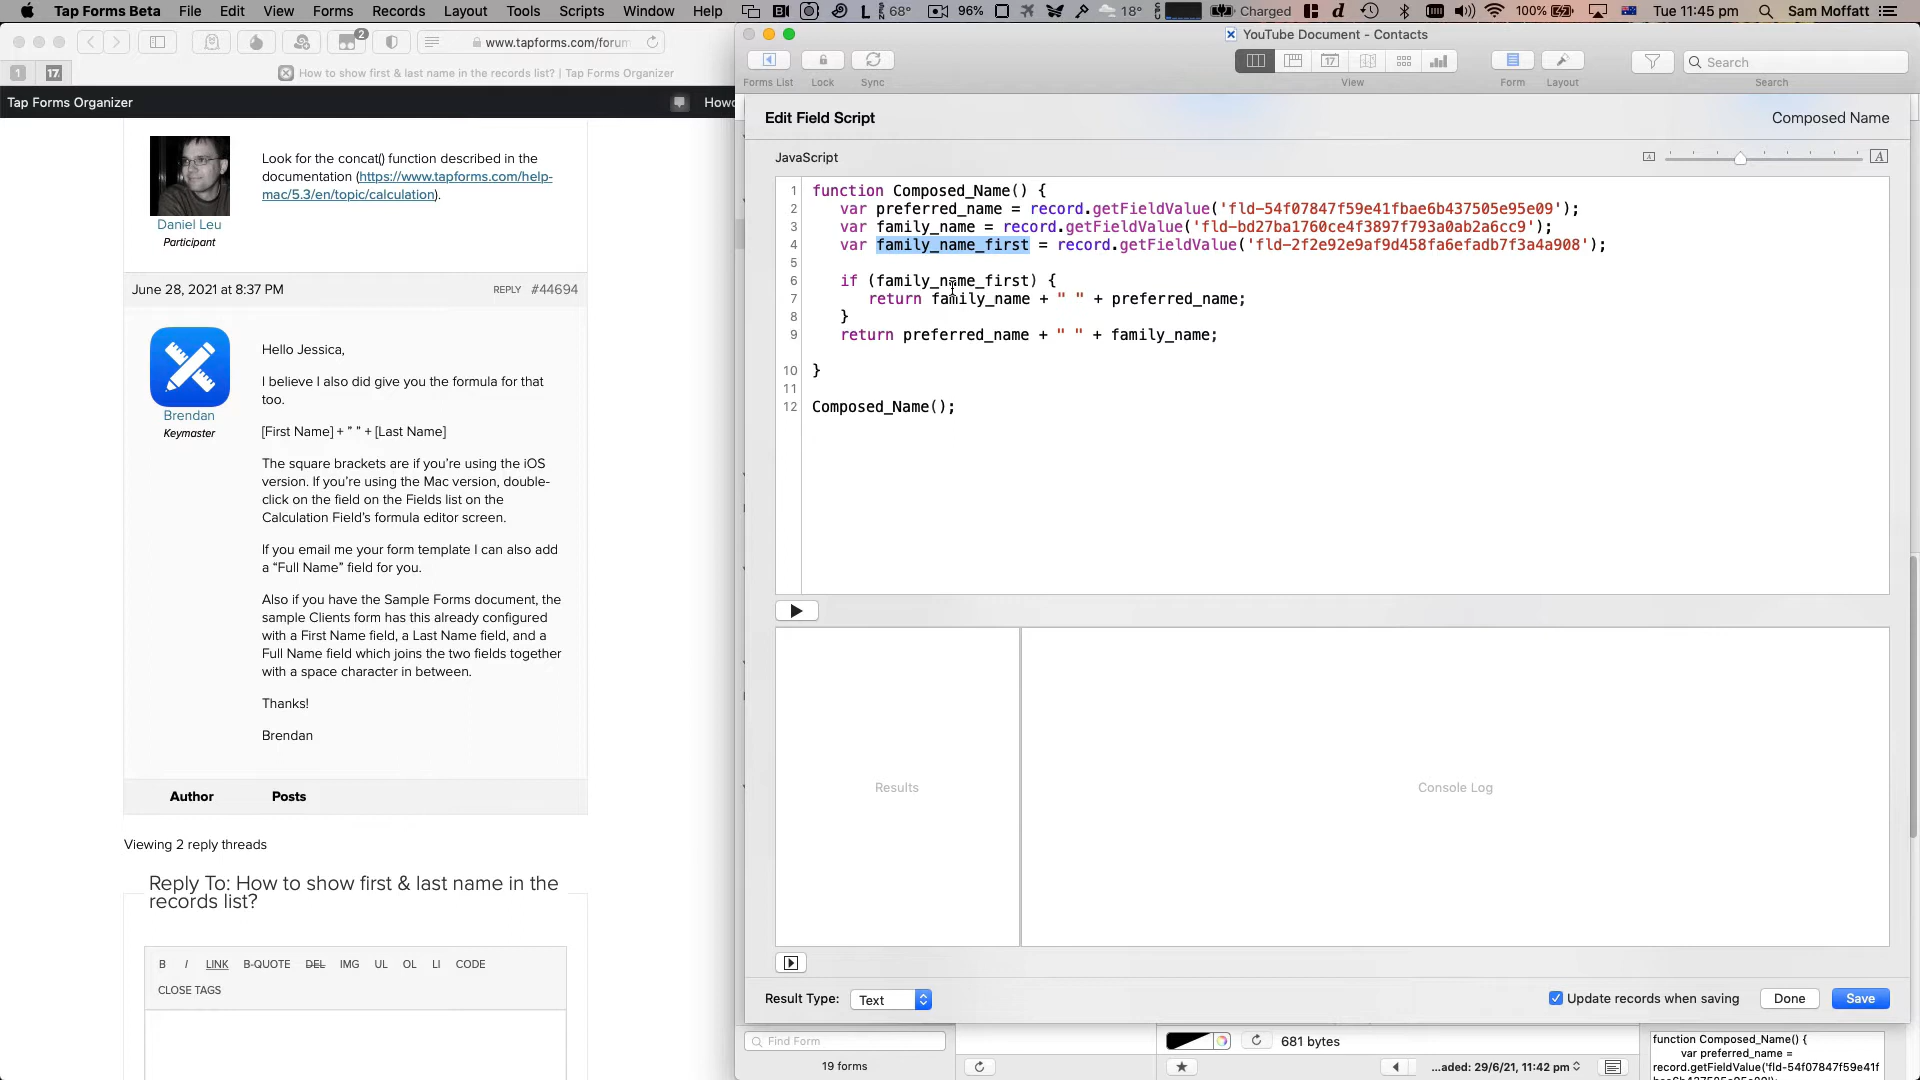 Tap Forms Beta File Edit View Forms Records Layout Tools Scripts Window Help
68° 96% 18° Charged 100% Tue 11:45 pm Sam Moffatt
2
www.tapforms.com/forum
1 17 How to show first & last name in the records list? | Tap Forms Organizer
Tap Forms Organizer
Look for the concat() function described in the
documentation (https://www.tapforms.com/help-
mac/5.3/en/topic/calculation).
Daniel Leu
Participant
June 28, 2021 at 8:37 PM REPLY #44694
Hello Jessica,
I believe I also did give you the formula for that
too.
Brendan
Keymaster
[First Name] + " " + [Last Name]
The square brackets are if you're using the iOS
version. If you're using the Mac version, double-
click on the field on the Fields list on the
Calculation Field's formula editor screen.
If you email me your form template I can also add
a "Full Name" field for you.
Also if you have the Sample Forms document, the
sample Clients form has this already configured
with a First Name field, a Last Name field, and a
Full Name field which joins the two fields together
with a space character in between.
Thanks!
Brendan
Author Posts
Viewing 2 reply threads
Reply To: How to show first & last name in the
records list?
B I LINK B-QUOTE DEL IMG UL OL LI CODE
CLOSE TAGS
YouTube Document - Contacts
Forms List Lock Sync View Form Layout Search
17
Search
Edit Field Script Composed Name
JavaScript
1 function Composed_Name() {
2 var preferred_name = record.getFieldValue('fld-54f07847f59e41fbae6b437505e95e09');
3 var family_name = record.getFieldValue('fld-bd27ba1760ce4f3897f793a0ab2a6cc9');
4 var family_name_first = record.getFieldValue('fld-2f2e92e9af9d458fa6efadb7f3a4a908');
5
6 if (family_name_first) {
7 return family_name + " " + preferred_name;
8 }
9 return preferred_name + " " + family_name;
10 }
11
12 Composed_Name();
Results Console Log
Result Type: Text Update records when saving Done Save
Find Form 681 bytes
19 forms ...aded: 29/6/21, 11:42 pm
function Composed_Name() {
var preferred_name =
record.getFieldValue('fld-54f07847f59e41f